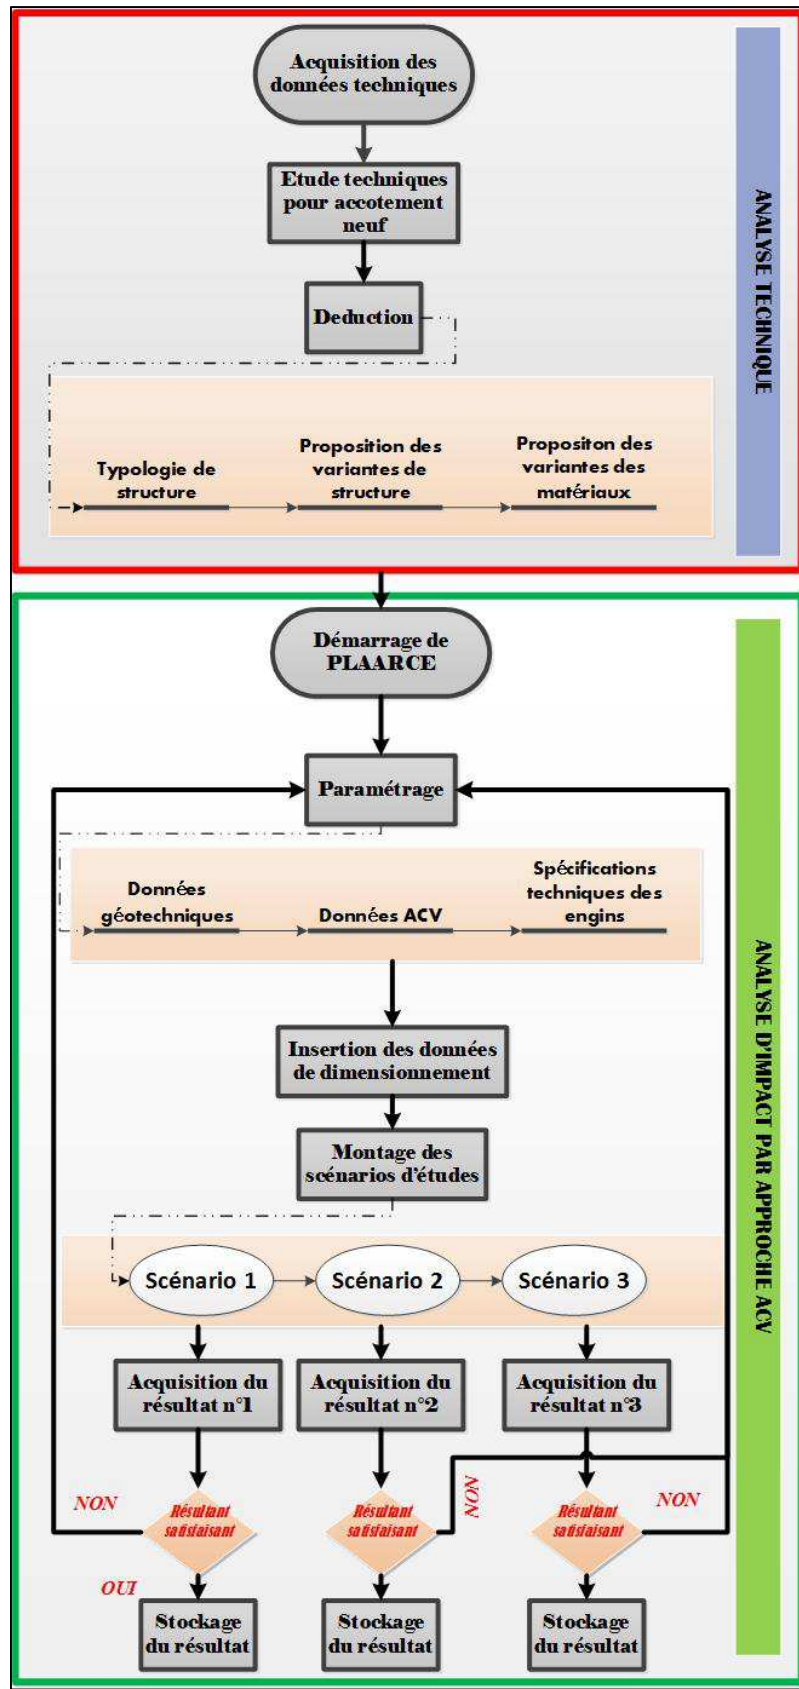 Acquisition des
données techniques
Etude techniques
pour accotement
neuf
Deduction
Typologie de
structure
Proposition des
variantes de
structure
Propositon des
variantes des
matériaux
ANALYSE TECHNIQUE
Démarrage de
PLAARCE
Paramétrage
Données
géotechniques
Données ACV
Spécifications
techniques des
engins
Insertion des données
de dimensionnement
Montage des
scénarios d'études
Scénario 1
Scénario 2
Scénario 3
Acquisition du
résultat n°1
Acquisition du
résultat n°2
Acquisition du
résultat n°3
NON
Résultant
satisfaisant
NON
Résultant
satisfaisant
NON
Résultant
satisfaisant
OUI
Stockage
du résultat
Stockage
du résultat
Stockage
du résultat
ANALYSE D'IMPACT PAR APPROCHE ACV